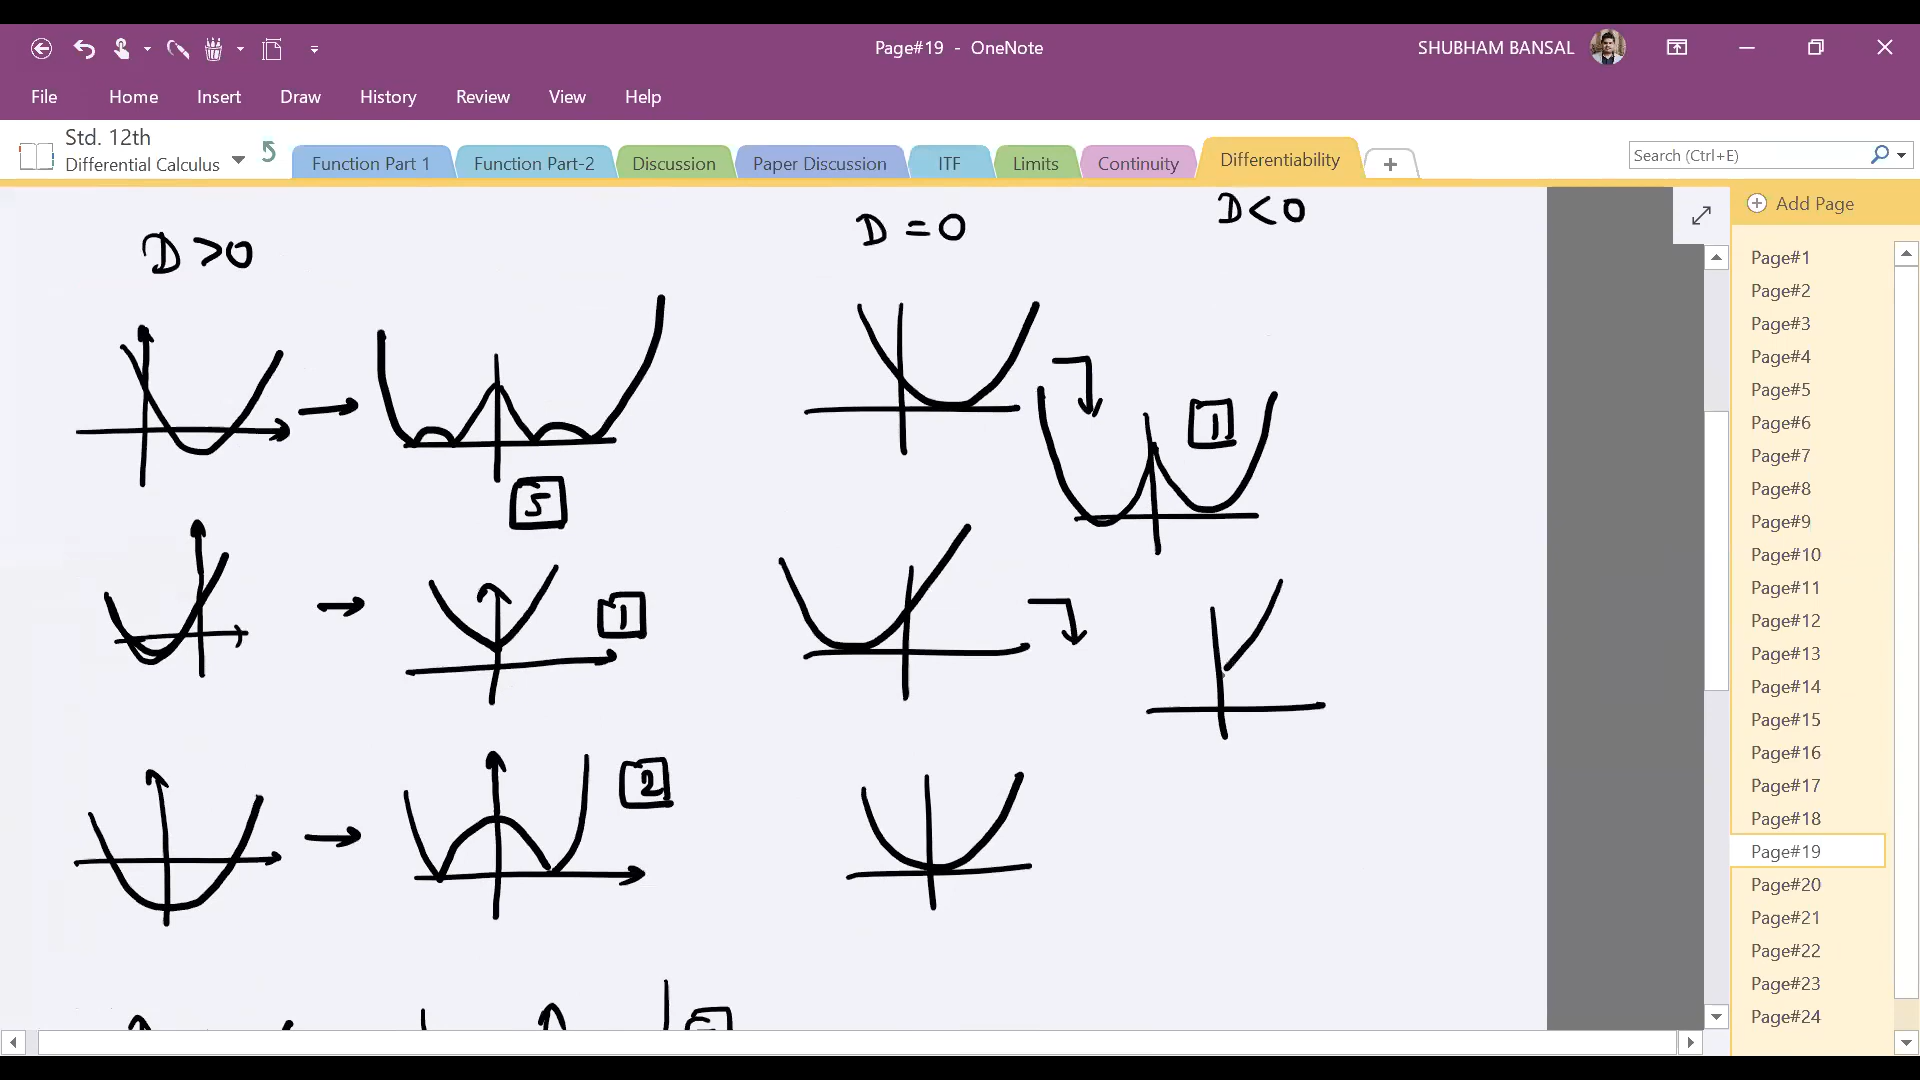 Page#19 - OneNote
SHUBHAM BANSAL
File Home Insert Draw History Review View Help
Std. 12th
Differential Calculus
Function Part 1
Function Part-2
Discussion
Paper Discussion
ITF
Limits
Continuity
Differentiability
Search (Ctrl+E)
D > 0
D = 0
D < 0
5
1
1
2
Add Page
Page#1
Page#2
Page#3
Page#4
Page#5
Page#6
Page#7
Page#8
Page#9
Page#10
Page#11
Page#12
Page#13
Page#14
Page#15
Page#16
Page#17
Page#18
Page#19
Page#20
Page#21
Page#22
Page#23
Page#24